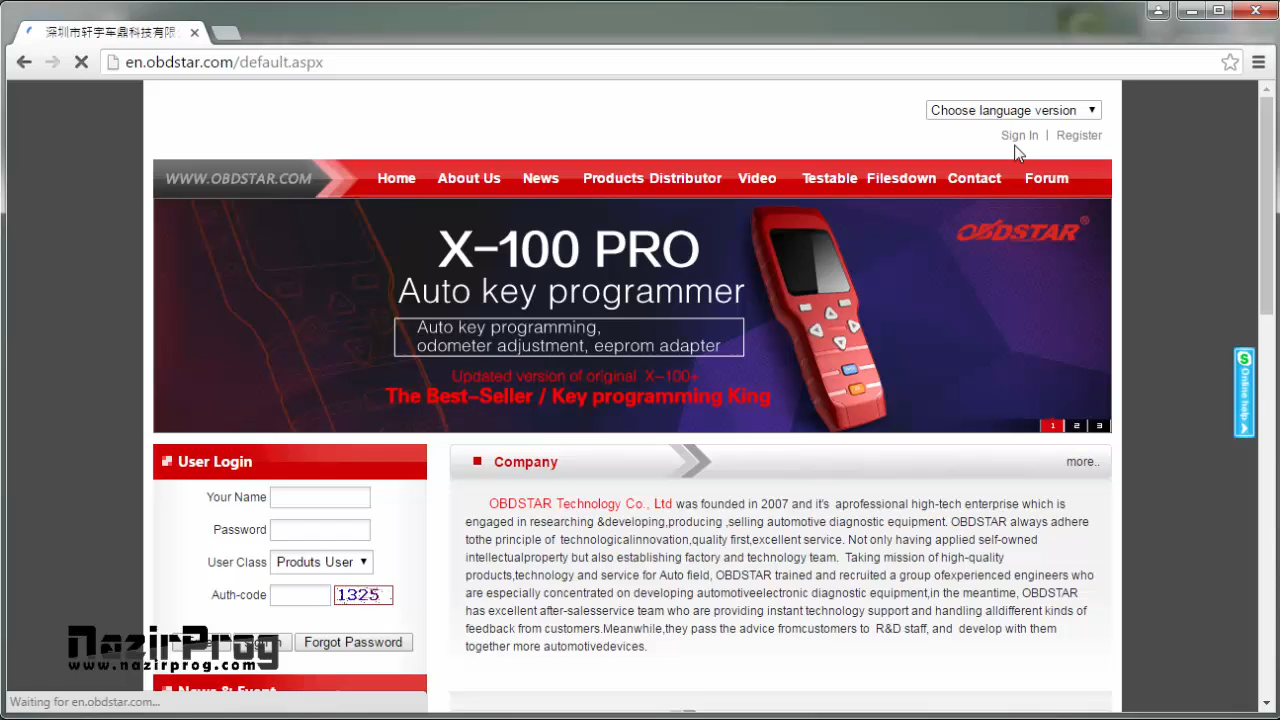 深圳市轩宇车鼎科技有限
en.obdstar.com/default.aspx
Choose language version
Sign In | Register
WWW.OBDSTAR.COM
Home About Us News Products Distributor Video Testable Filesdown Contact Forum
OBDSTAR®
X-100 PRO
Auto key programmer
Auto key programming,
odometer adjustment, eeprom adapter
Updated version of original X-100+
The Best-Seller / Key programming King
1 2 3
Online help
User Login
Your Name
Password
User Class Produts User
Auth-code 1325
Forgot Password
NazirProg
www.nazirprog.com
News & Event
Company
more..
OBDSTAR Technology Co., Ltd was founded in 2007 and it's aprofessional high-tech enterprise which is
engaged in researching &developing,producing ,selling automotive diagnostic equipment. OBDSTAR always adhere
tothe principle of technologicalinnovation,quality first,excellent service. Not only having applied self-owned
intellectualproperty but also establishing factory and technology team. Taking mission of high-quality
products,technology and service for Auto field, OBDSTAR trained and recruited a group ofexperienced engineers who
are especially concentrated on developing automotiveelectronic diagnostic equipment,in the meantime, OBDSTAR
has excellent after-salesservice team who are providing instant technology support and handling alldifferent kinds of
feedback from customers.Meanwhile,they pass the advice fromcustomers to R&D staff, and develop with them
together more automotivedevices.
Waiting for en.obdstar.com...